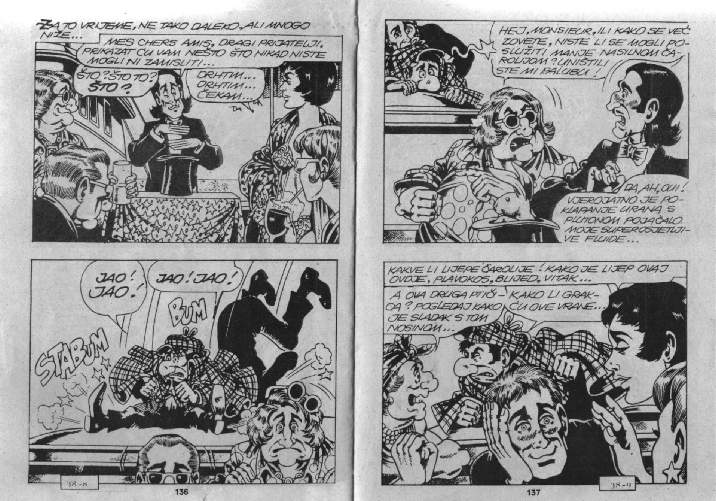 ZA TO VRIJEME, NE TAKO DALEKO, ALI MNOGO
NIŽE...
MES CHERS AMIS, DRAGI PRIJATELJI,
PRIKAZAT ĆU VAM NEŠTO ŠTO NIKAD NISTE
MOGLI NI ZAMISLITI...
ŠTO? ŠTO TO?
ŠTO?
DRHTIM...
DRHTIM...
ČEKAM...
JAO!
JAO!
JAO! JAO!
BUM
STABUM
136
HEJ, MONSIEUR, ILI KAKO SE VEĆ
ZOVETE, NISTE LI SE MOGLI PO-
SLUŽITI MANJE NASILNOM ČA-
ROLIJOM? UNIŠTILI
STE MI BALUBU!
DA, AH, OUI!
VJEROJATNO JE PO-
KLAPANJE URANA S
PLUTONOM POJAČALO
MOJE SUPEROSJETLJI-
VE FLUIDE...
KAKVE LI LIJEPE ČAROLIJE! KAKO JE LIJEP OVAJ
OVDJE, PLAVOKOS, BLIJED, VITAK...
A OVA DRUGA PTIČ-
ICA? POGLEDAJ KAKO
JE SLADAK S TOM
NOSINOM...
KAKO LI GRAK-
ĆU OVE VRANE...
137